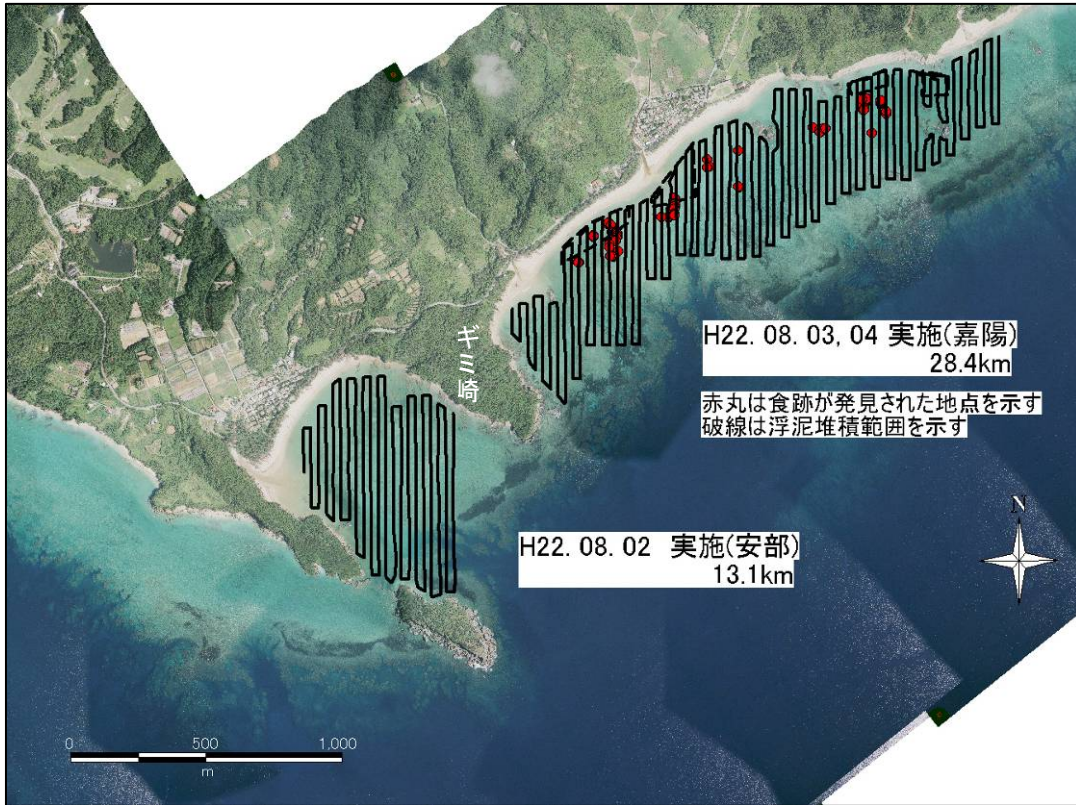 ギミ崎
H22.08.03,04 実施(嘉陽)
28.4km
赤丸は食跡が発見された地点を示す
破線は浮泥堆積範囲を示す
H22.08.02 実施(安部)
13.1km
N
0 500 1,000
m